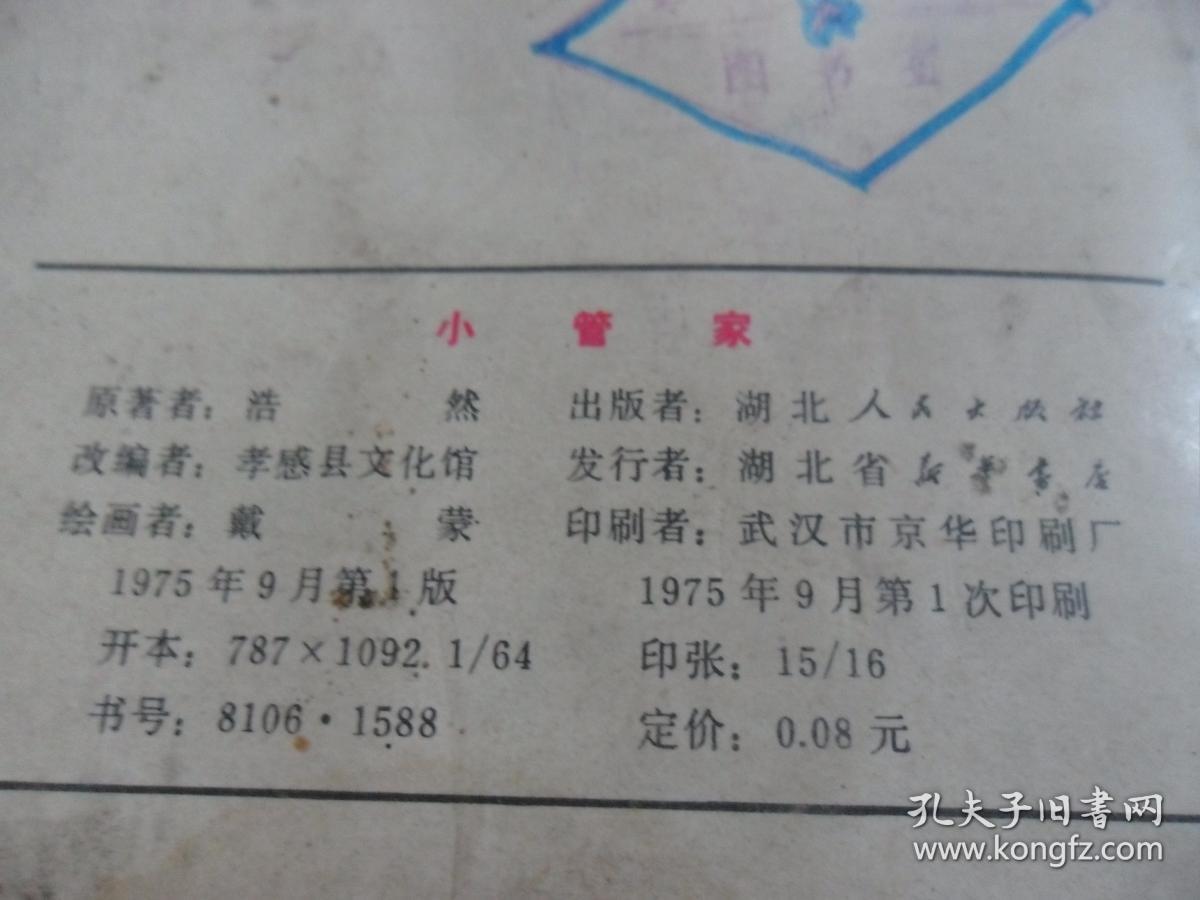 图书室
小管家
原著者：浩然 出版者：湖北人民出版社
改编者：孝感县文化馆 发行者：湖北省新华书店
绘画者：戴蒙 印刷者：武汉市京华印刷厂
1975年9月第1版 1975年9月第1次印刷
开本：787×1092 1/64 印张：15/16
书号：8106·1588 定价：0.08元
孔夫子旧书网
www.kongfz.com